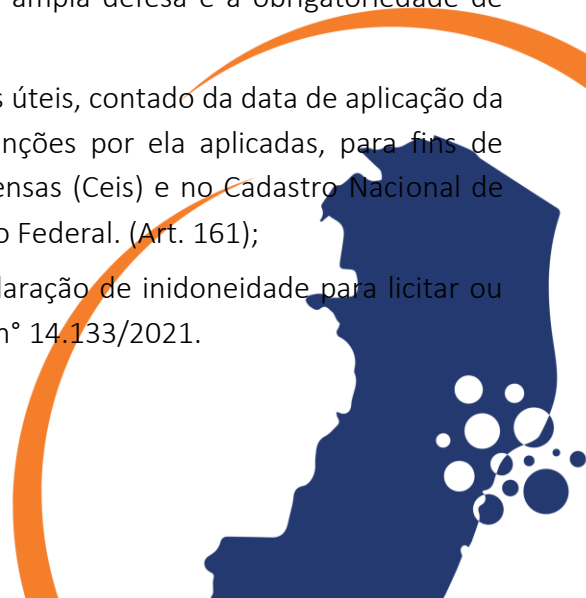 ampla defesa e a obrigatoriedade de
s úteis, contado da data de aplicação da
nções por ela aplicadas, para fins de
ensas (Ceis) e no Cadastro Nacional de
o Federal. (Art. 161);
laração de inidoneidade para licitar ou
n° 14.133/2021.